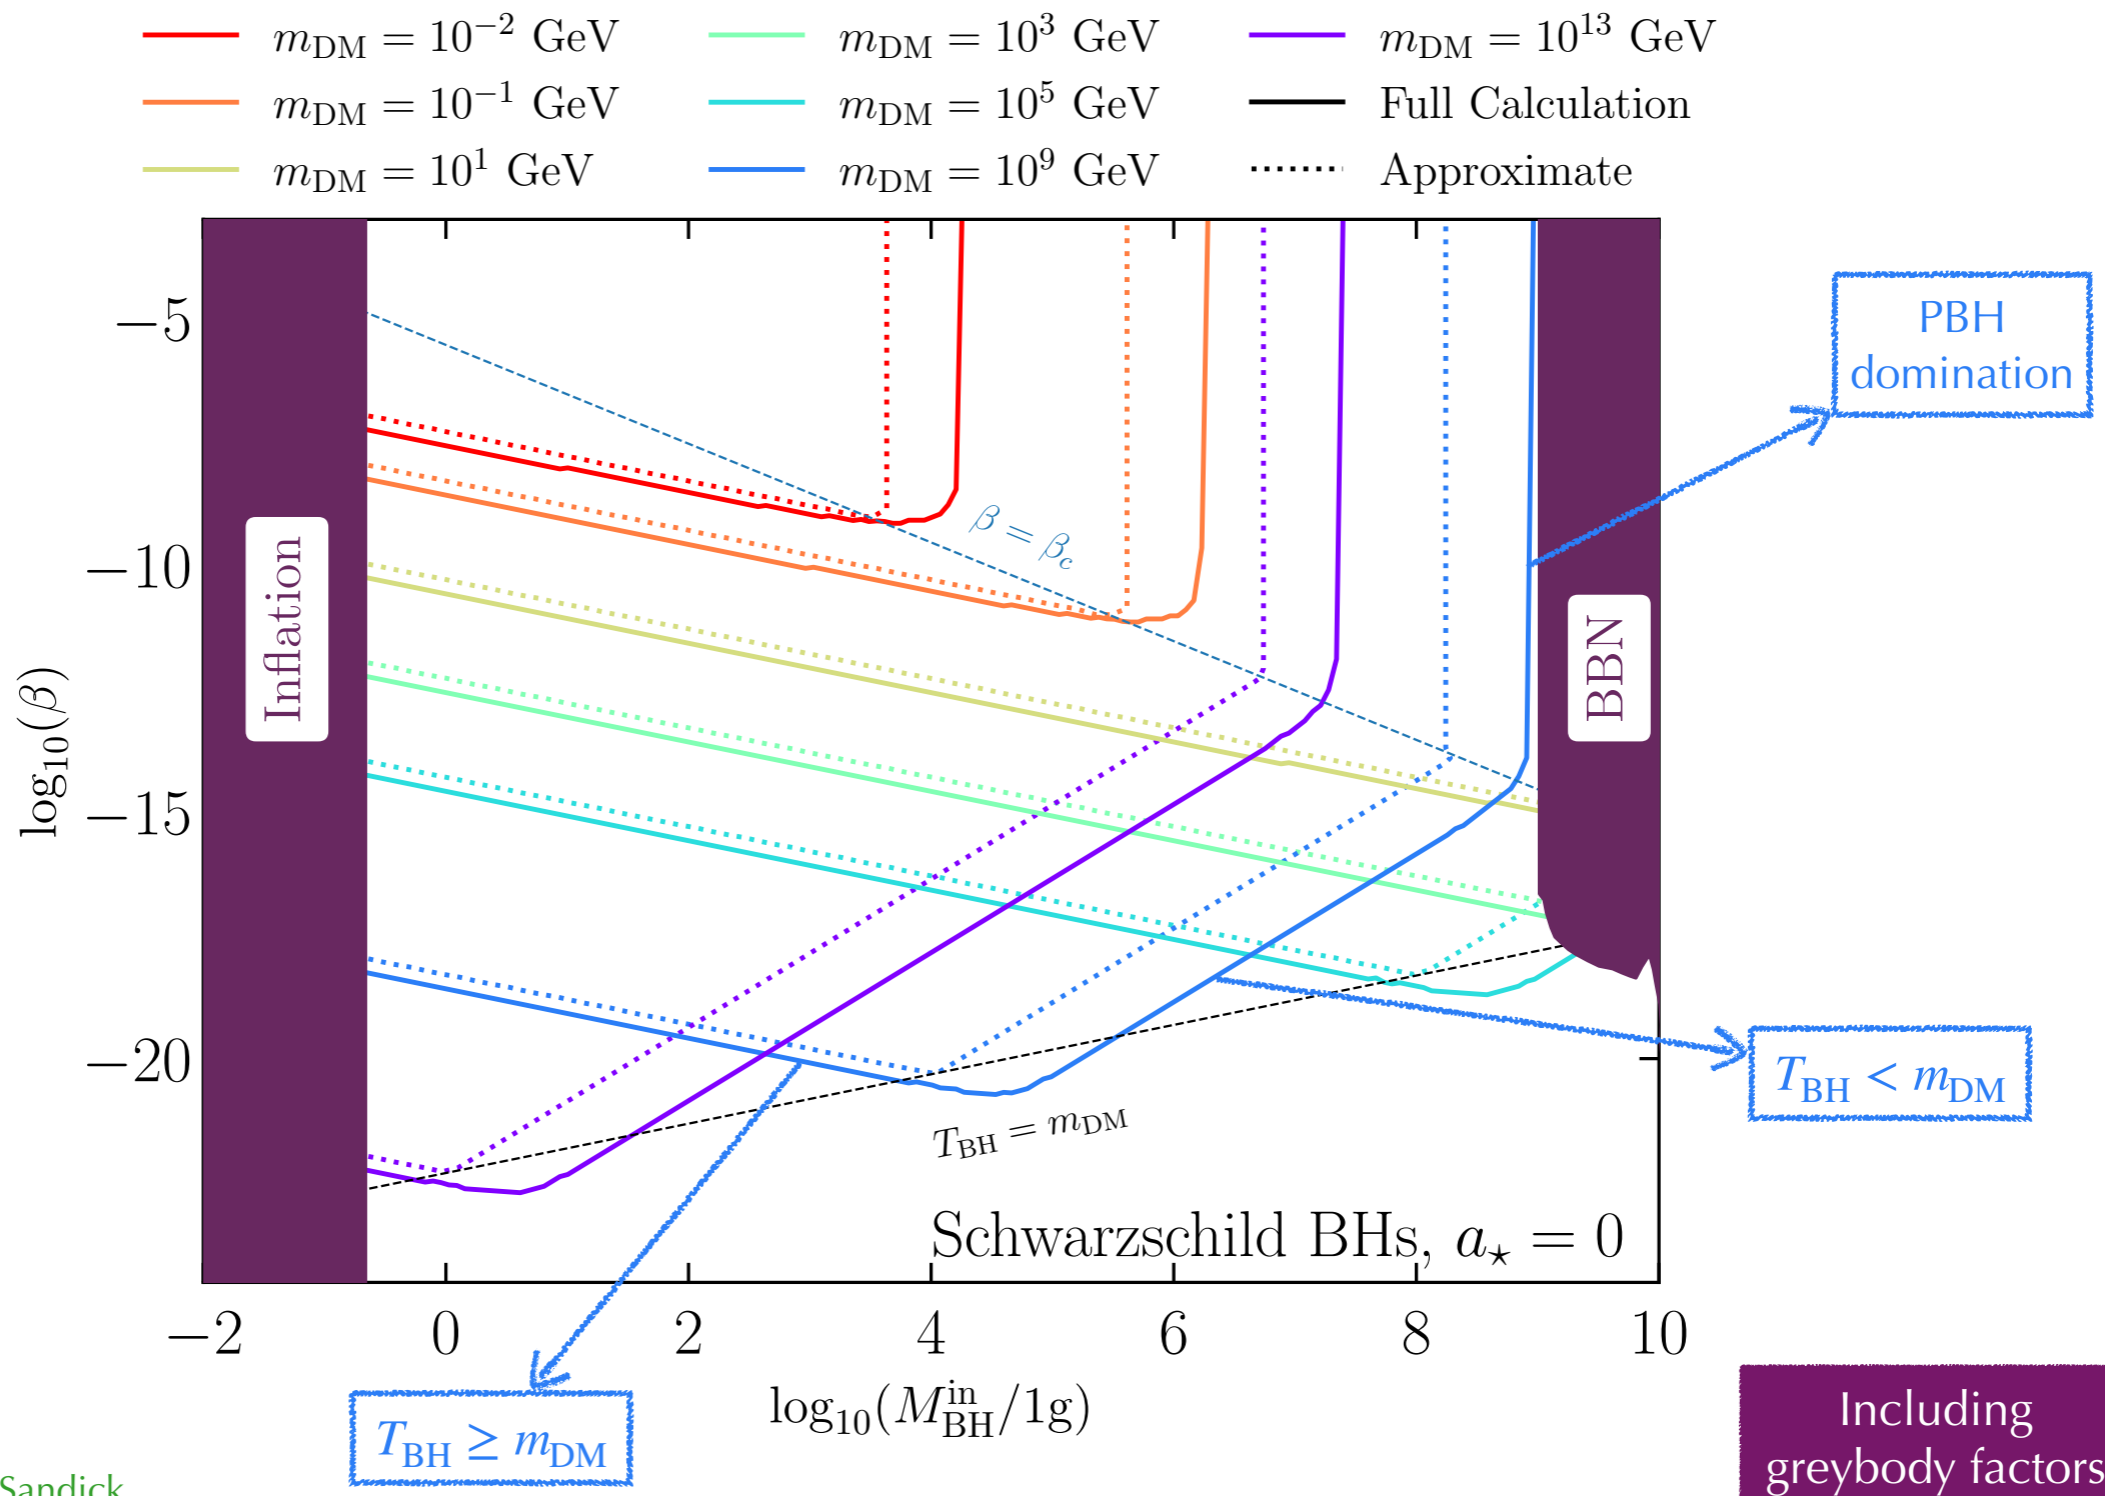 m_DM = 10^−2 GeV
m_DM = 10^−1 GeV
m_DM = 10^1 GeV
m_DM = 10^3 GeV
m_DM = 10^5 GeV
m_DM = 10^9 GeV
m_DM = 10^13 GeV
Full Calculation
Approximate
−5
−10
−15
−20
log_10(β)
Inflation
β = β_c
BBN
PBH
domination
T_BH < m_DM
T_BH = m_DM
Schwarzschild BHs, a_⋆ = 0
−2 0 2 4 6 8 10
log_10(M_BH^in/1g)
T_BH ≥ m_DM
Including
greybody factors
Sandick